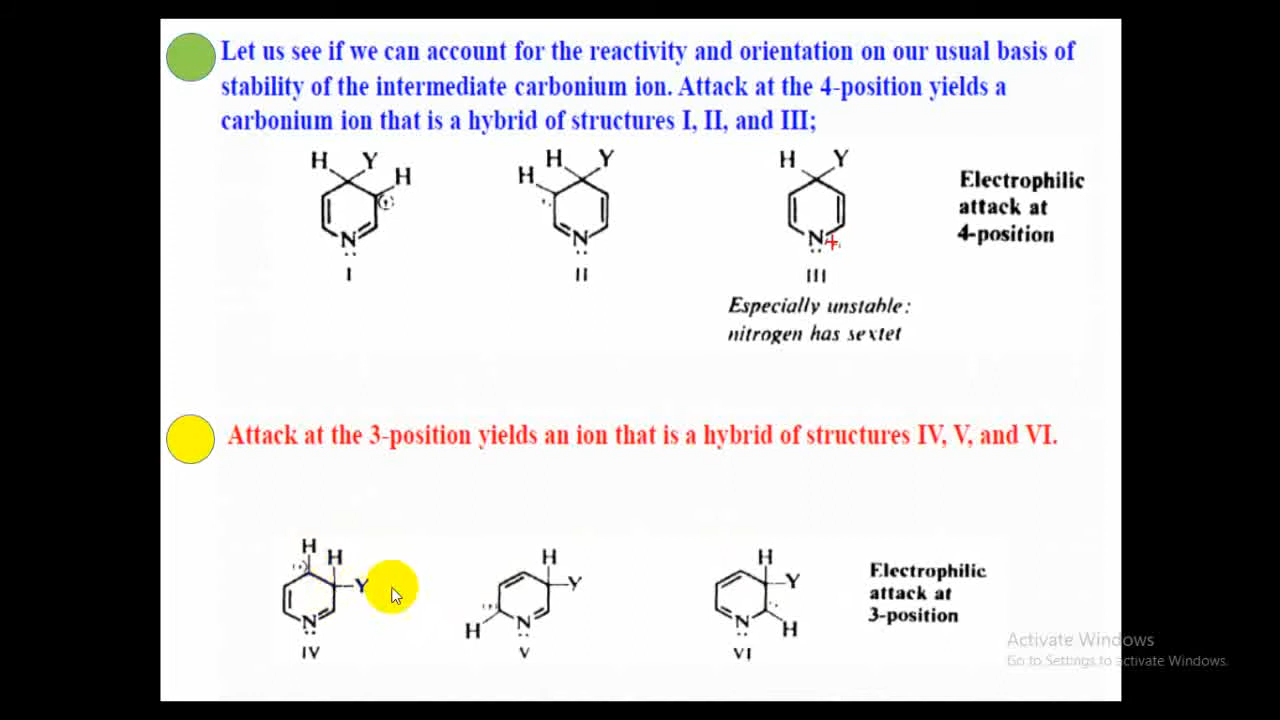 Let us see if we can account for the reactivity and orientation on our usual basis of
stability of the intermediate carbonium ion. Attack at the 4-position yields a
carbonium ion that is a hybrid of structures I, II, and III;
H Y H
N
I
H H Y
N
II
H Y
N +
III
Electrophilic
attack at
4-position
Especially unstable:
nitrogen has sextet
Attack at the 3-position yields an ion that is a hybrid of structures IV, V, and VI.
H H Y
N
IV
H Y
H N
V
H Y
N H
VI
Electrophilic
attack at
3-position
Activate Windows
Go to Settings to activate Windows.